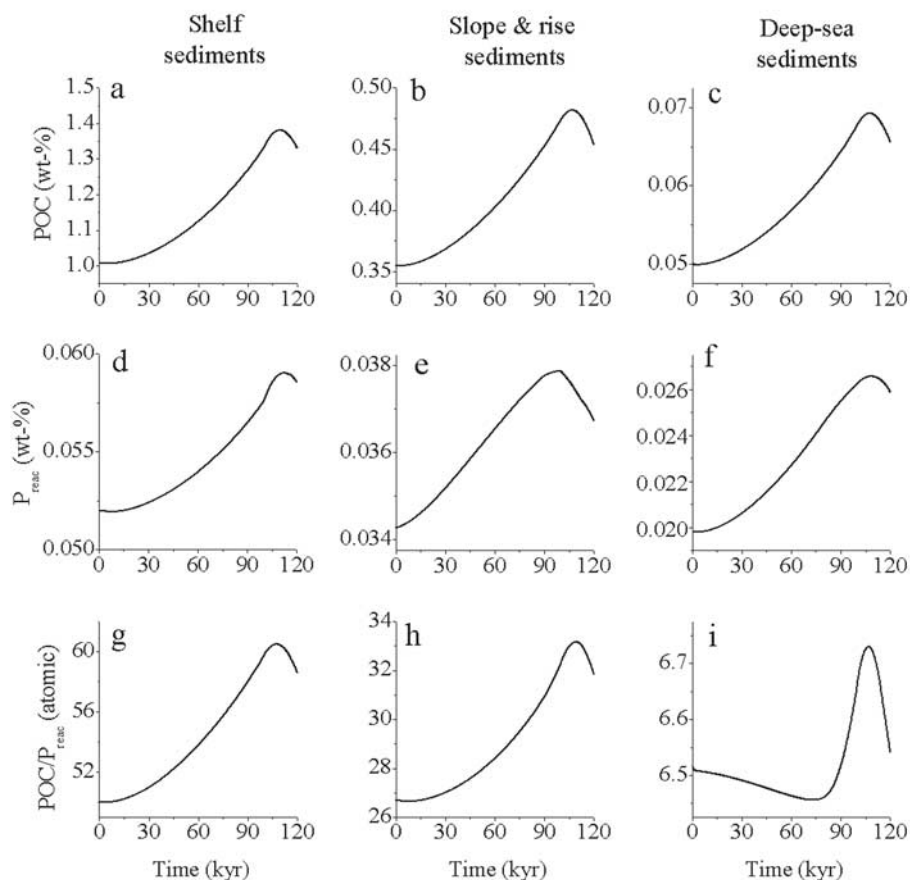 Shelf
sediments
Slope & rise
sediments
Deep-sea
sediments
a
b
c
POC (wt-%)
1.5
1.4
1.3
1.2
1.1
1.0
0 30 60 90 120
0.50
0.45
0.40
0.35
0 30 60 90 120
0.07
0.06
0.05
0 30 60 90 120
d
e
f
P_reac (wt-%)
0.060
0.055
0.050
0 30 60 90 120
0.038
0.036
0.034
0 30 60 90 120
0.026
0.024
0.022
0.020
0 30 60 90 120
g
h
i
POC/P_reac (atomic)
60
56
52
0 30 60 90 120
34
32
30
28
26
0 30 60 90 120
6.7
6.6
6.5
0 30 60 90 120
Time (kyr)
Time (kyr)
Time (kyr)